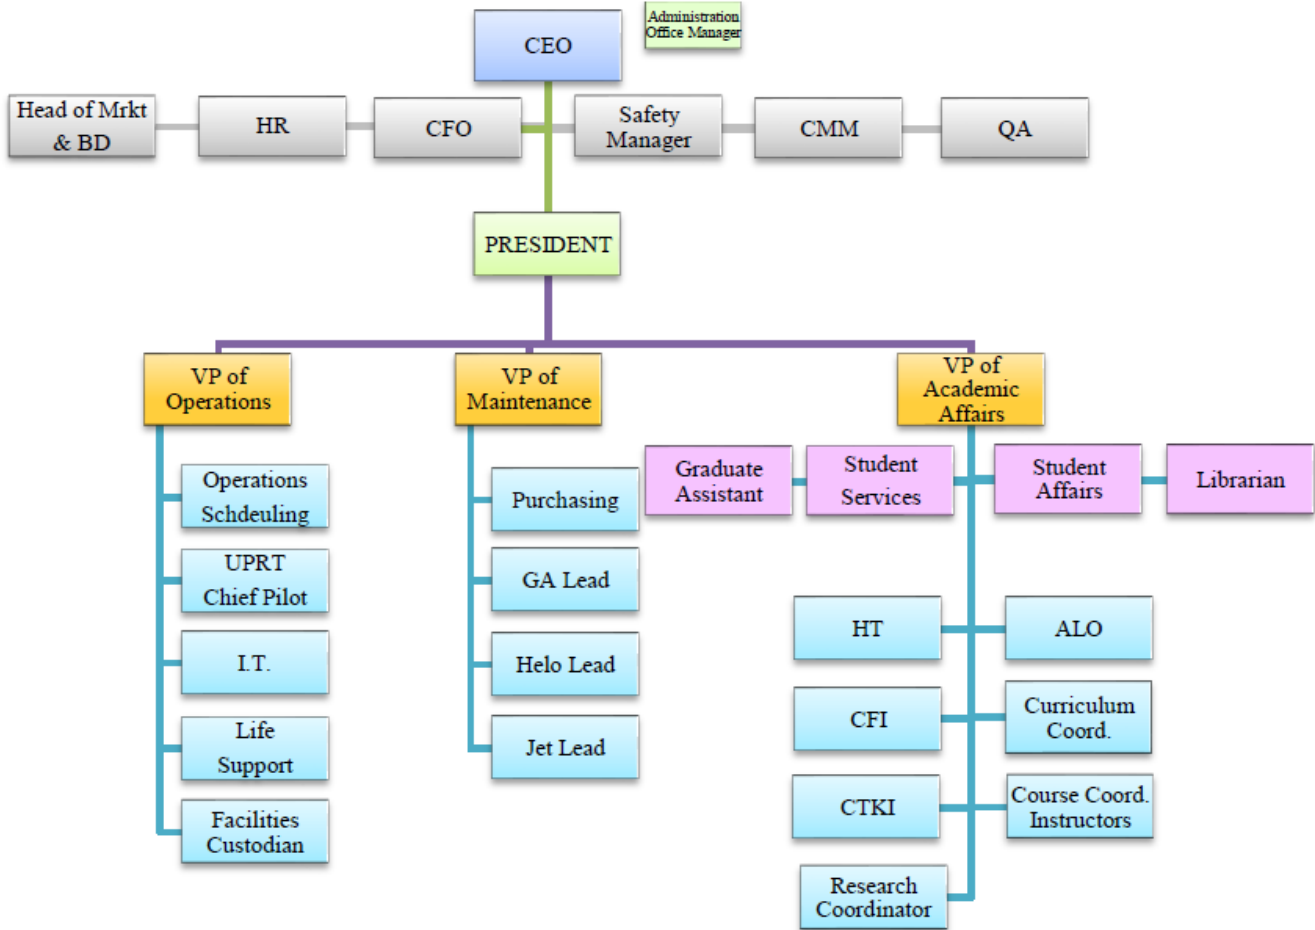 CEO
Administration
Office Manager
Head of Mrkt
& BD
HR
CFO
Safety
Manager
CMM
QA
PRESIDENT
VP of
Operations
VP of
Maintenance
VP of
Academic
Affairs
Operations
Schdeuling
UPRT
Chief Pilot
I.T.
Life
Support
Facilities
Custodian
Purchasing
GA Lead
Helo Lead
Jet Lead
Graduate
Assistant
Student
Services
Student
Affairs
Librarian
HT
ALO
CFI
Curriculum
Coord.
CTKI
Course Coord.
Instructors
Research
Coordinator